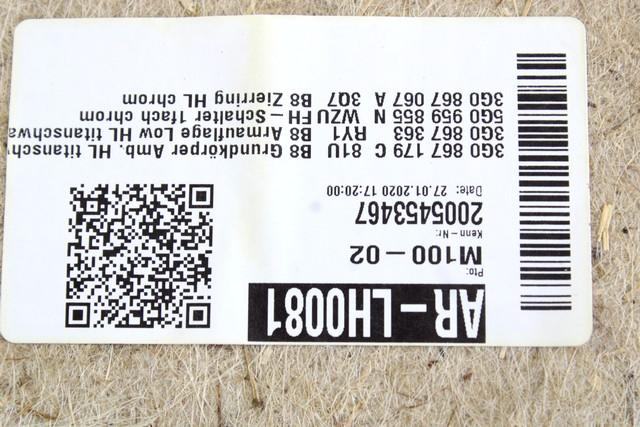 AR-LH0081
Pto:
M100-02
Kenn-Nr:
2005453467
Date: 27.01.2020 17:20:00
3G0 867 179 C 81U B8 Grundkörper Amb. HL titansch
3G0 867 363 RY1 B8 Armauflage Low HL titanschwa
5G0 959 855 N WZU FH-Schalter 1fach chrom
3G0 867 067 A 3Q7 B8 Zierring HL chrom